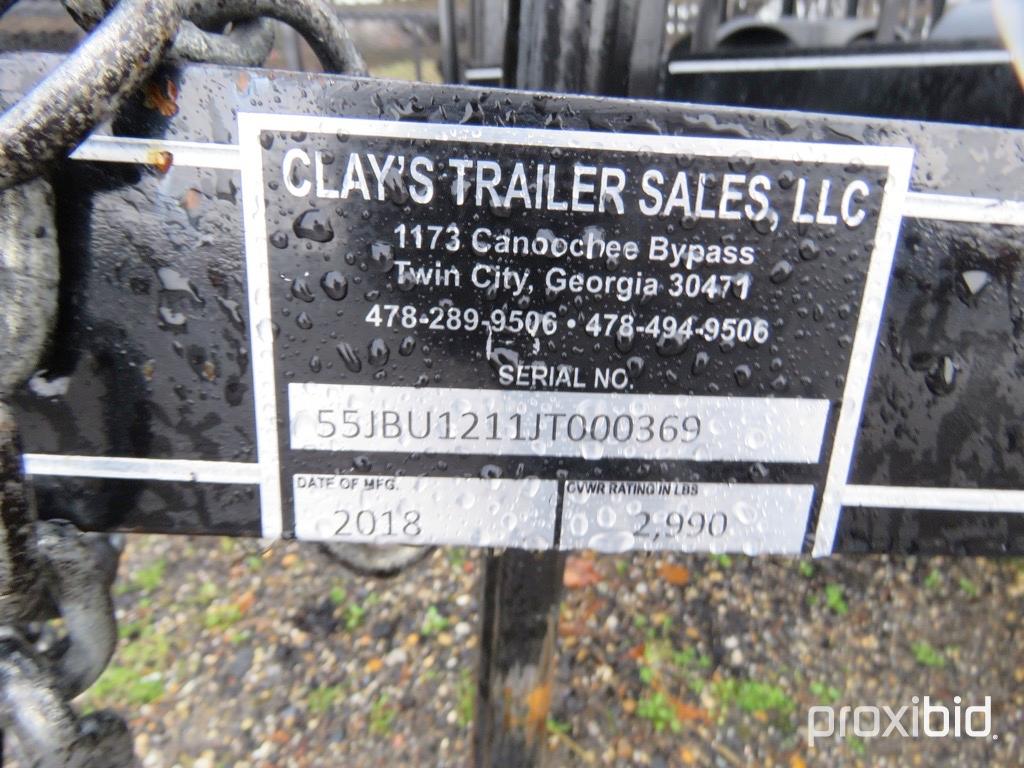 CLAY'S TRAILER SALES, LLC
1173 Canoochee Bypass
Twin City, Georgia 30471
478-289-9506 • 478-494-9506
SERIAL NO.
55JBU1211JT000369
DATE OF MFG.
2018
GVWR RATING IN LBS
2,990
proxibid.